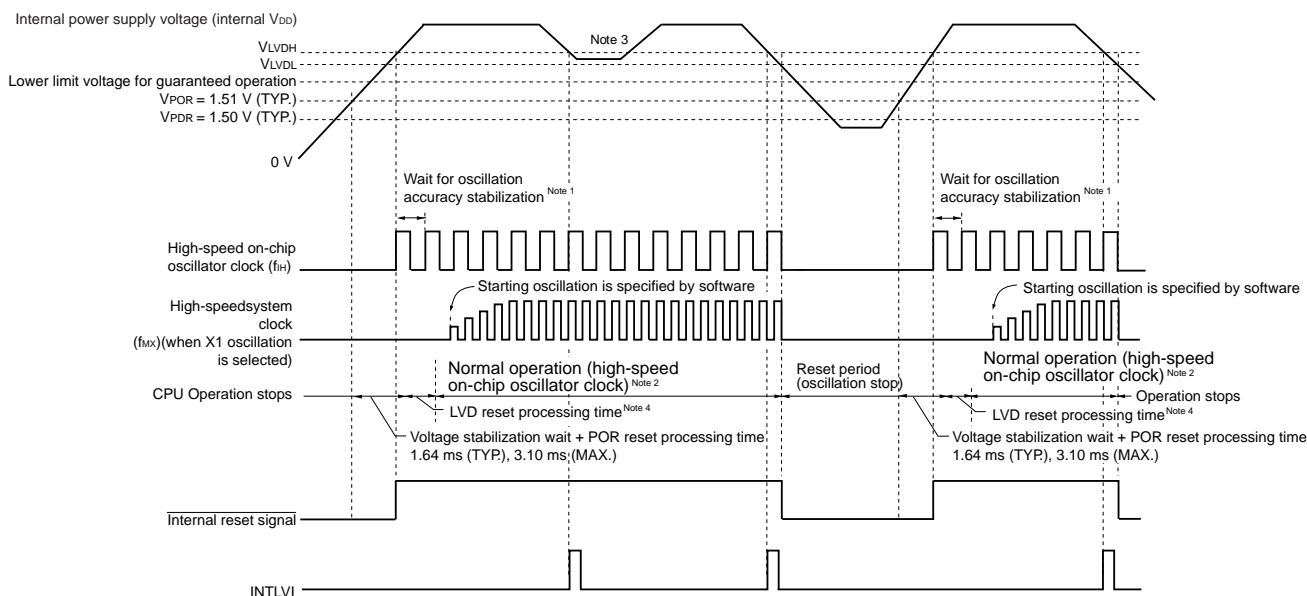 Internal power supply voltage (internal VDD)
VLVDH
Note 3
VLVDL
Lower limit voltage for guaranteed operation
VPOR = 1.51 V (TYP.)
VPDR = 1.50 V (TYP.)
0 V
Wait for oscillation
accuracy stabilization Note 1
Wait for oscillation
accuracy stabilization Note 1
High-speed on-chip
oscillator clock (fIH)
Starting oscillation is specified by software
Starting oscillation is specified by software
High-speedsystem
clock
(fMX)(when X1 oscillation
is selected)
Normal operation (high-speed
on-chip oscillator clock) Note 2
Reset period
(oscillation stop)
Normal operation (high-speed
on-chip oscillator clock) Note 2
CPU Operation stops
Operation stops
LVD reset processing time Note 4
LVD reset processing time Note 4
Voltage stabilization wait + POR reset processing time
1.64 ms (TYP.), 3.10 ms (MAX.)
Voltage stabilization wait + POR reset processing time
1.64 ms (TYP.), 3.10 ms (MAX.)
Internal reset signal
INTLVI